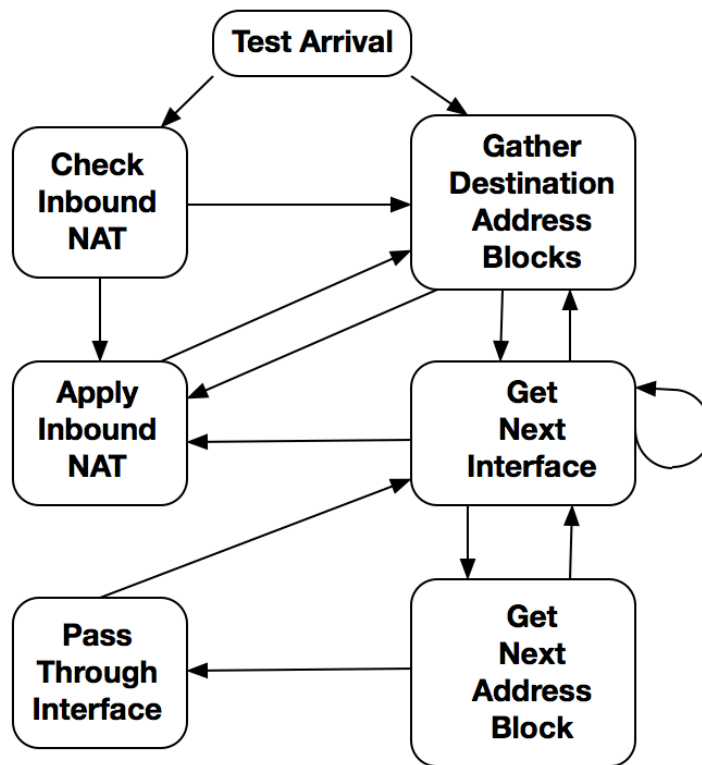 Test Arrival
Check
Inbound
NAT
Gather
Destination
Address
Blocks
Apply
Inbound
NAT
Get
Next
Interface
Pass
Through
Interface
Get
Next
Address
Block